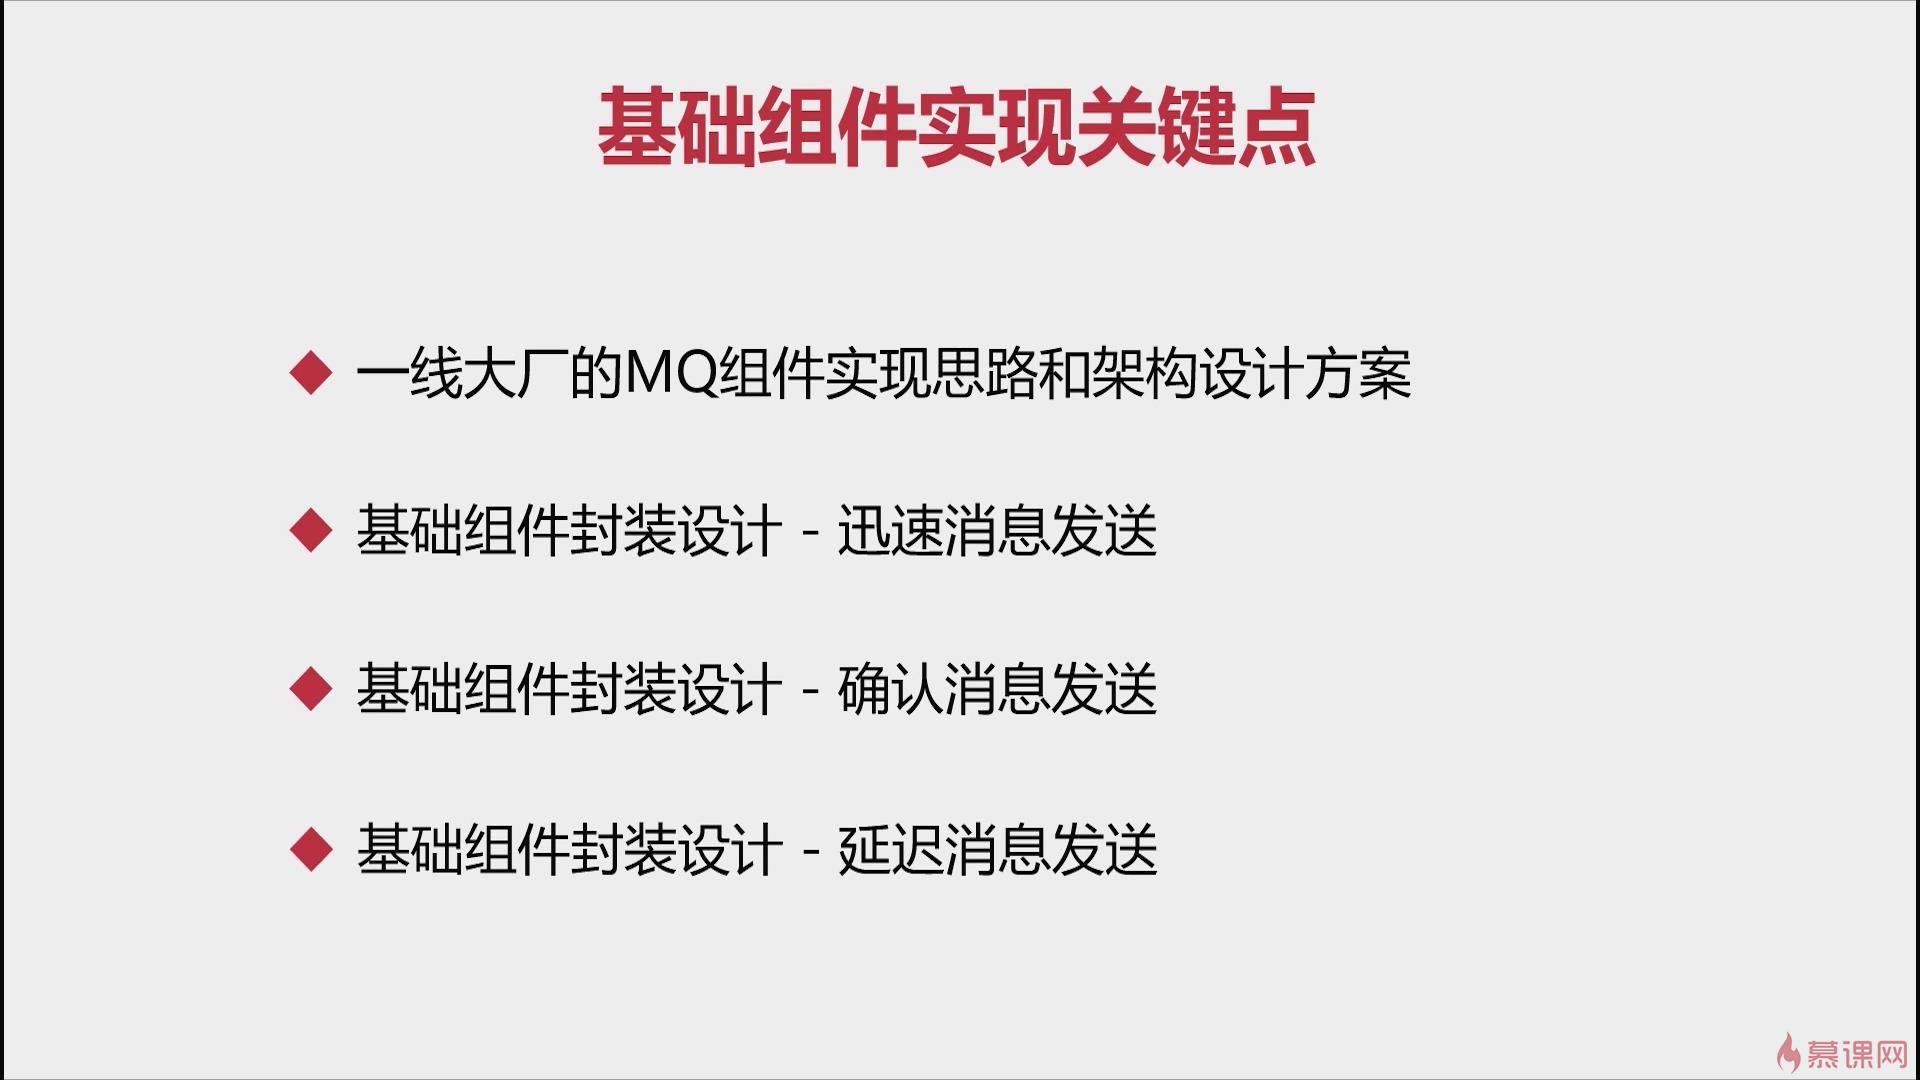 基础组件实现关键点
一线大厂的MQ组件实现思路和架构设计方案
基础组件封装设计 - 迅速消息发送
基础组件封装设计 - 确认消息发送
基础组件封装设计 - 延迟消息发送
慕课网